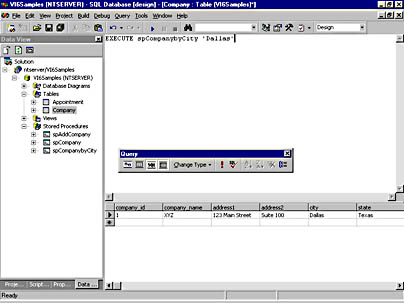 VI6Samples (NTSERVER) - SQL Database [design] - [Company : Table (VI6Samples)*]
File View Project Build Debug Query Tools Window Help
Design
Data View
EXECUTE spCompanybyCity 'Dallas'
Solution
ntserver/VI6Samples
VI6Samples (NTSERVER)
Database Diagrams
Tables
Appointment
Company
Views
Stored Procedures
spAddCompany
spCompany
spCompanybyCity
Query
Change Type
company_id company_name address1 address2 city state
1 XYZ 123 Main Street Suite 100 Dallas Texas
Proje... Script... Prop... Data ...
Ready